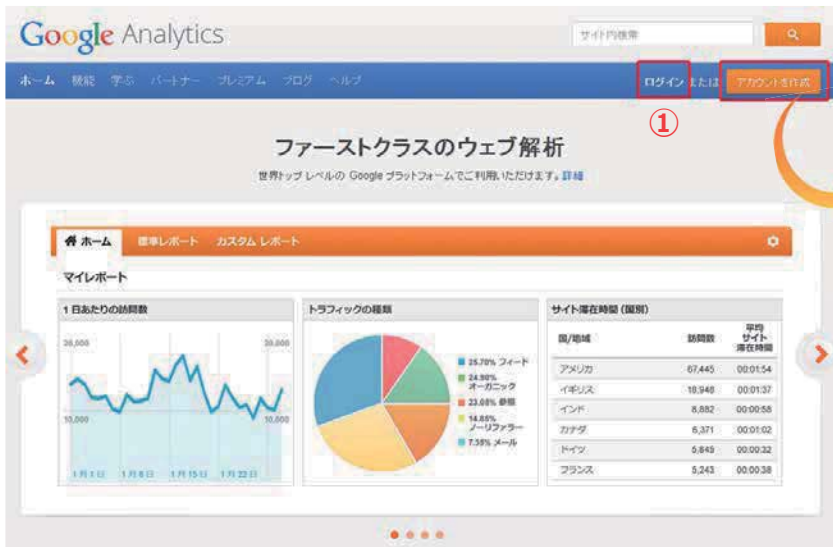 Google Analytics
サイト内検索
ホーム 機能 学ぶ パートナー プレミアム ブログ ヘルプ
ログイン または アカウントを作成
①
ファーストクラスのウェブ解析
世界トップレベルの Google プラットフォームでご利用いただけます。詳細
ホーム 標準レポート カスタム レポート
マイレポート
1 日あたりの訪問数
20,000 20,000
10,000 10,000
1月1日 1月8日 1月15日 1月22日
トラフィックの種類
25.70% フィード
24.90%
オーガニック
23.08% 参照
14.88%
ノーリファラー
7.38% メール
サイト滞在時間 (国別)
国/地域 訪問数 平均サイト滞在時間
アメリカ 67,445 00:01:54
イギリス 18,948 00:01:37
インド 8,882 00:00:58
カナダ 6,371 00:01:02
ドイツ 5,845 00:00:32
フランス 5,243 00:00:38